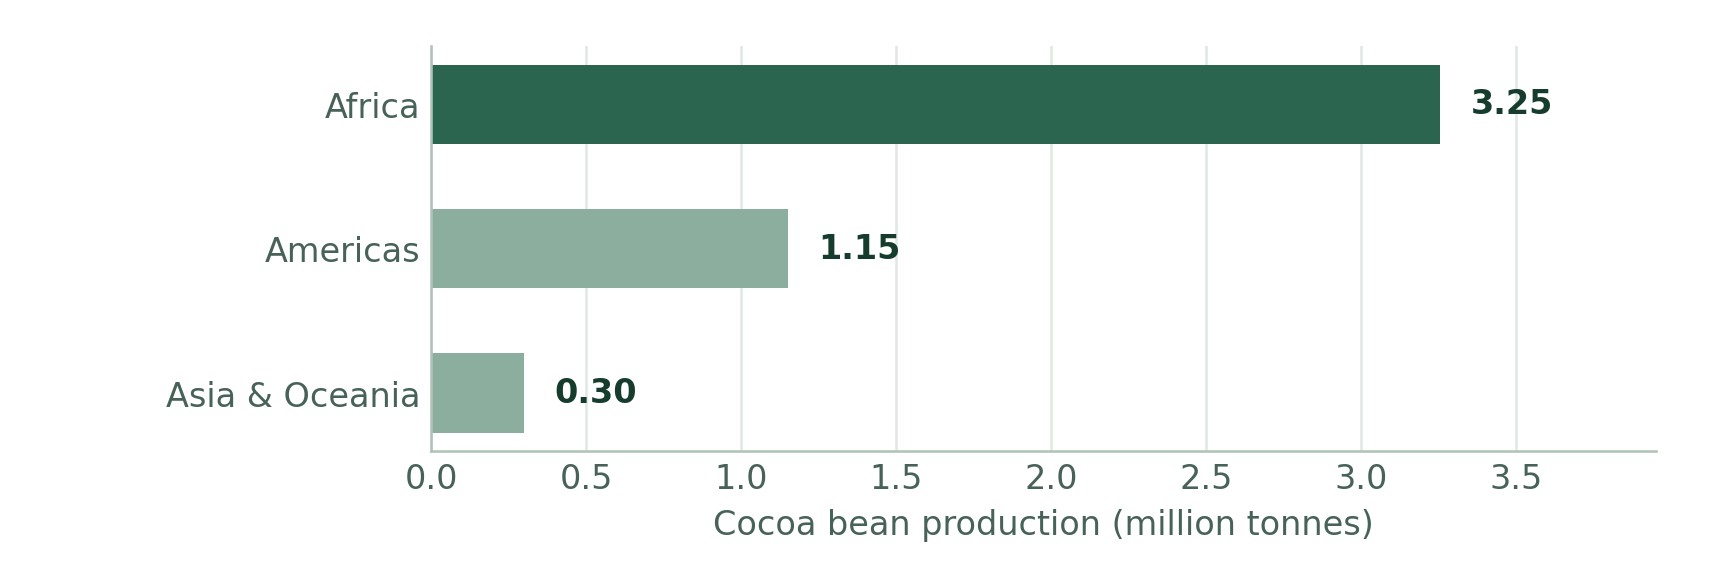 Africa 3.25
Americas 1.15
Asia & Oceania 0.30
0.0 0.5 1.0 1.5 2.0 2.5 3.0 3.5
Cocoa bean production (million tonnes)